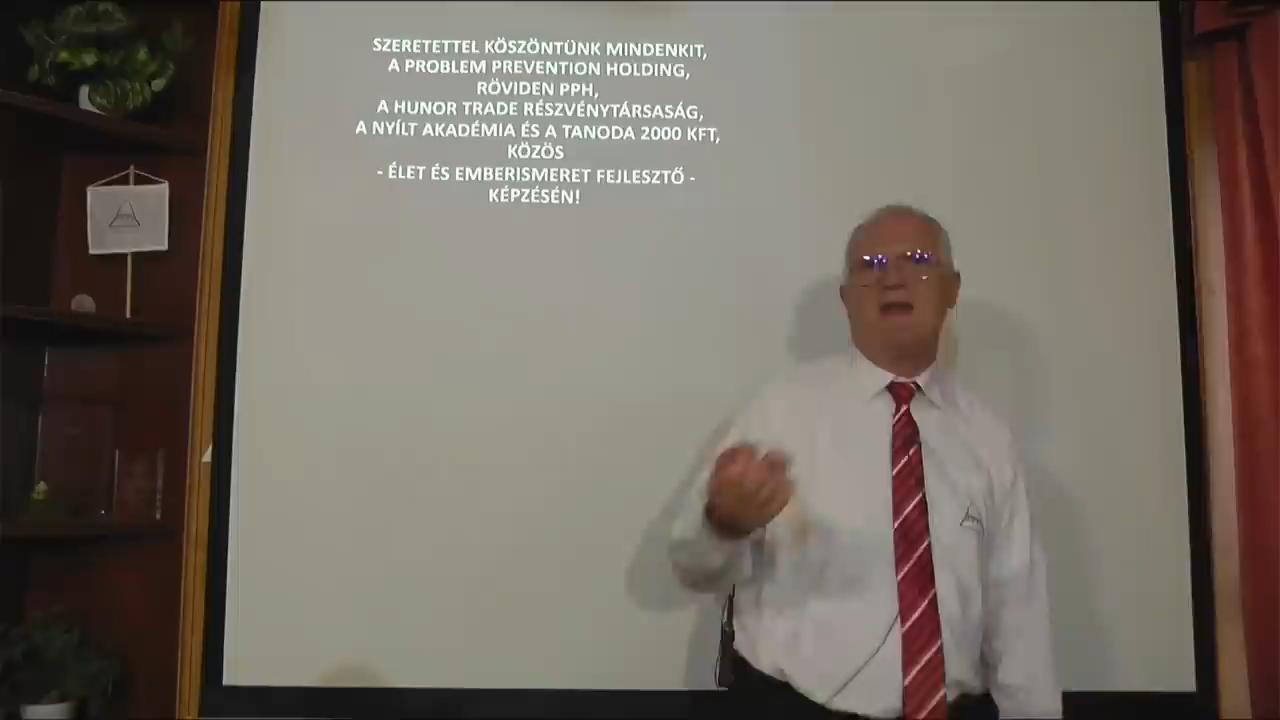 SZERETETTEL KÖSZÖNTÜNK MINDENKIT,
A PROBLEM PREVENTION HOLDING,
RÖVIDEN PPH,
A HUNOR TRADE RÉSZVÉNYTÁRSASÁG,
A NYÍLT AKADÉMIA ÉS A TANODA 2000 KFT,
KÖZÖS
- ÉLET ÉS EMBERISMERET FEJLESZTŐ -
KÉPZÉSÉN!